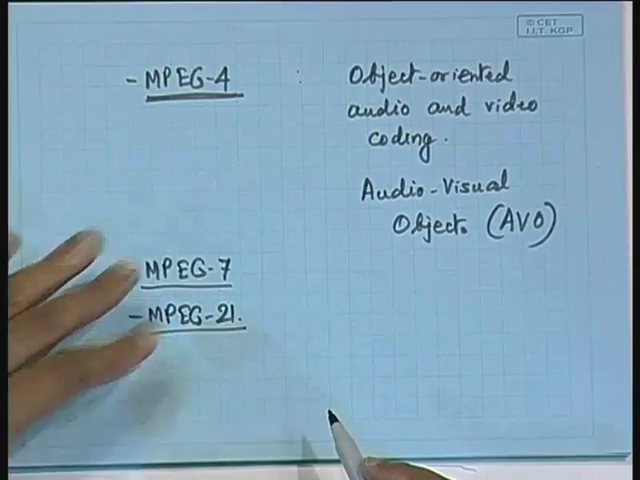 © CET
I.I.T. KGP
- MPEG-4 : Object-oriented
audio and video
coding.
Audio-Visual
Objects (AVO)
MPEG-7
- MPEG-21.